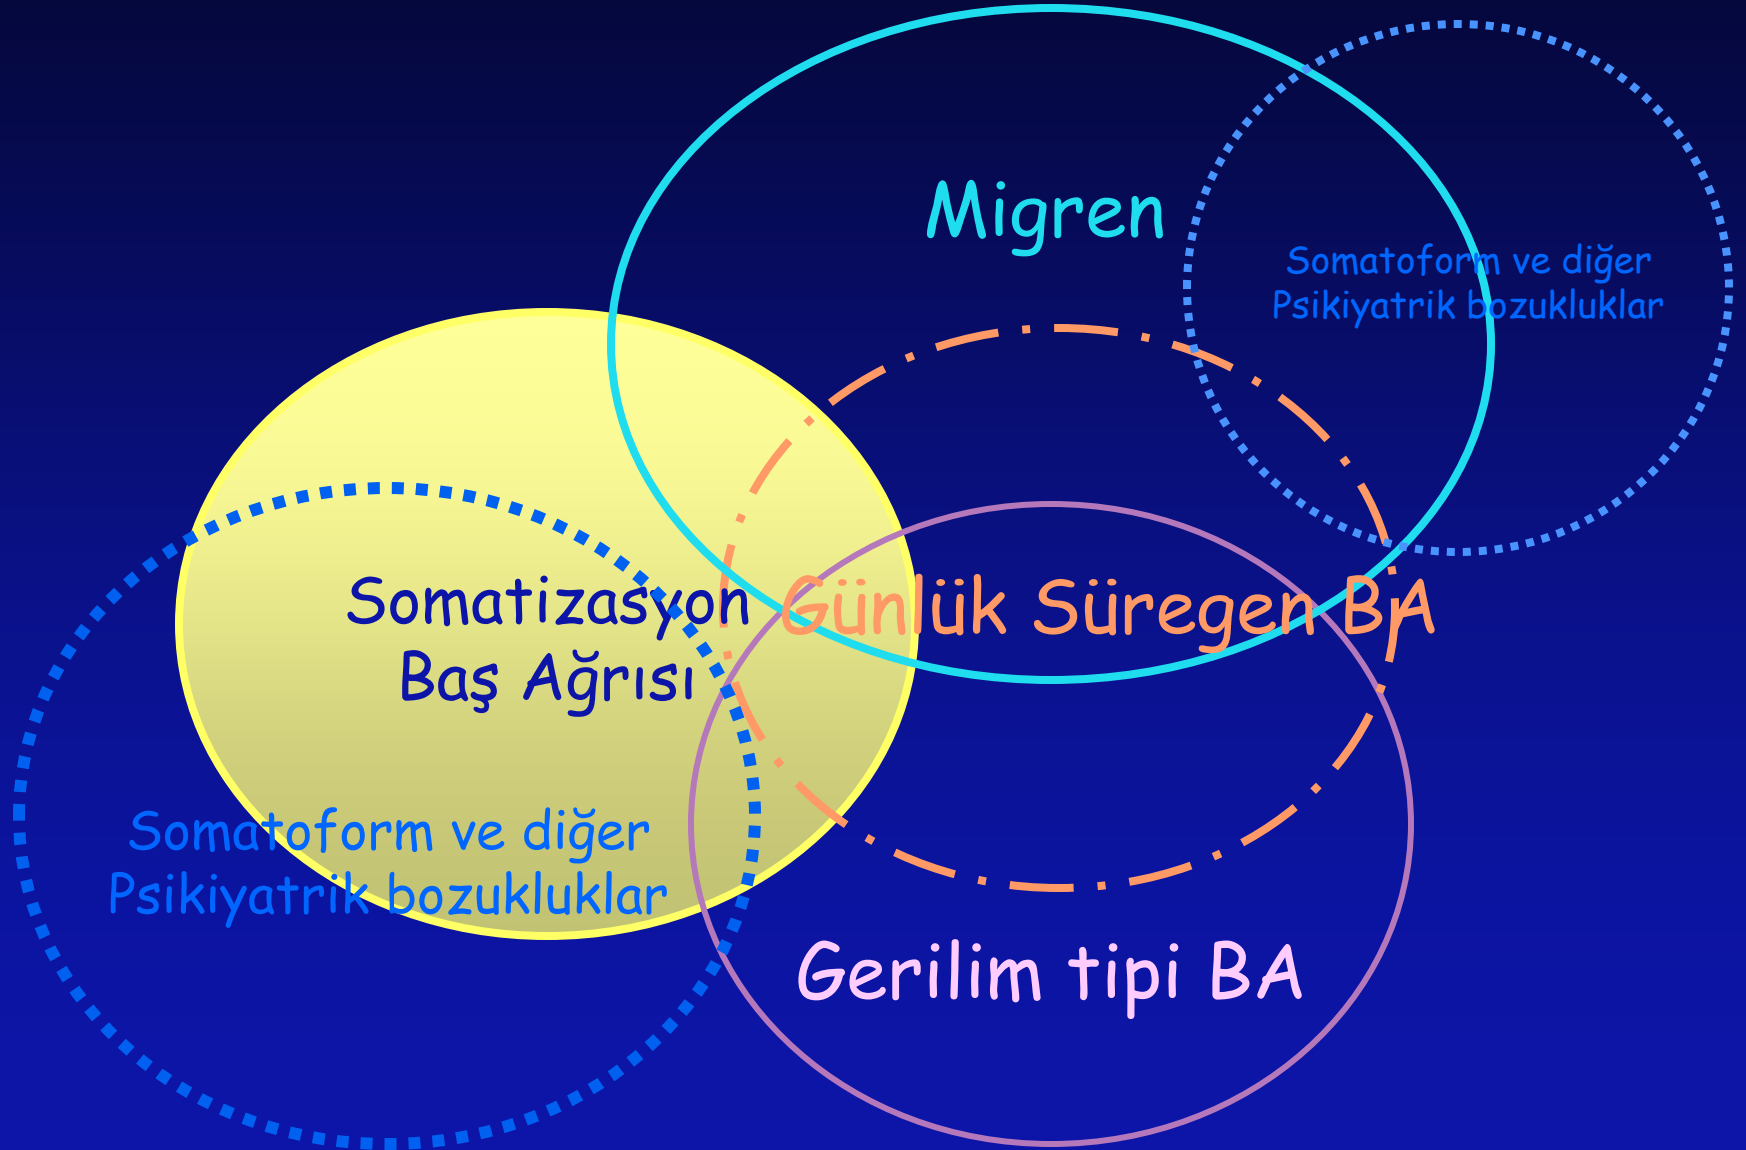 Migren
Somatoform ve diğer
Psikiyatrik bozukluklar
Somatizasyon
Baş Ağrısı
Günlük Süregen BA
Somatoform ve diğer
Psikiyatrik bozukluklar
Gerilim tipi BA